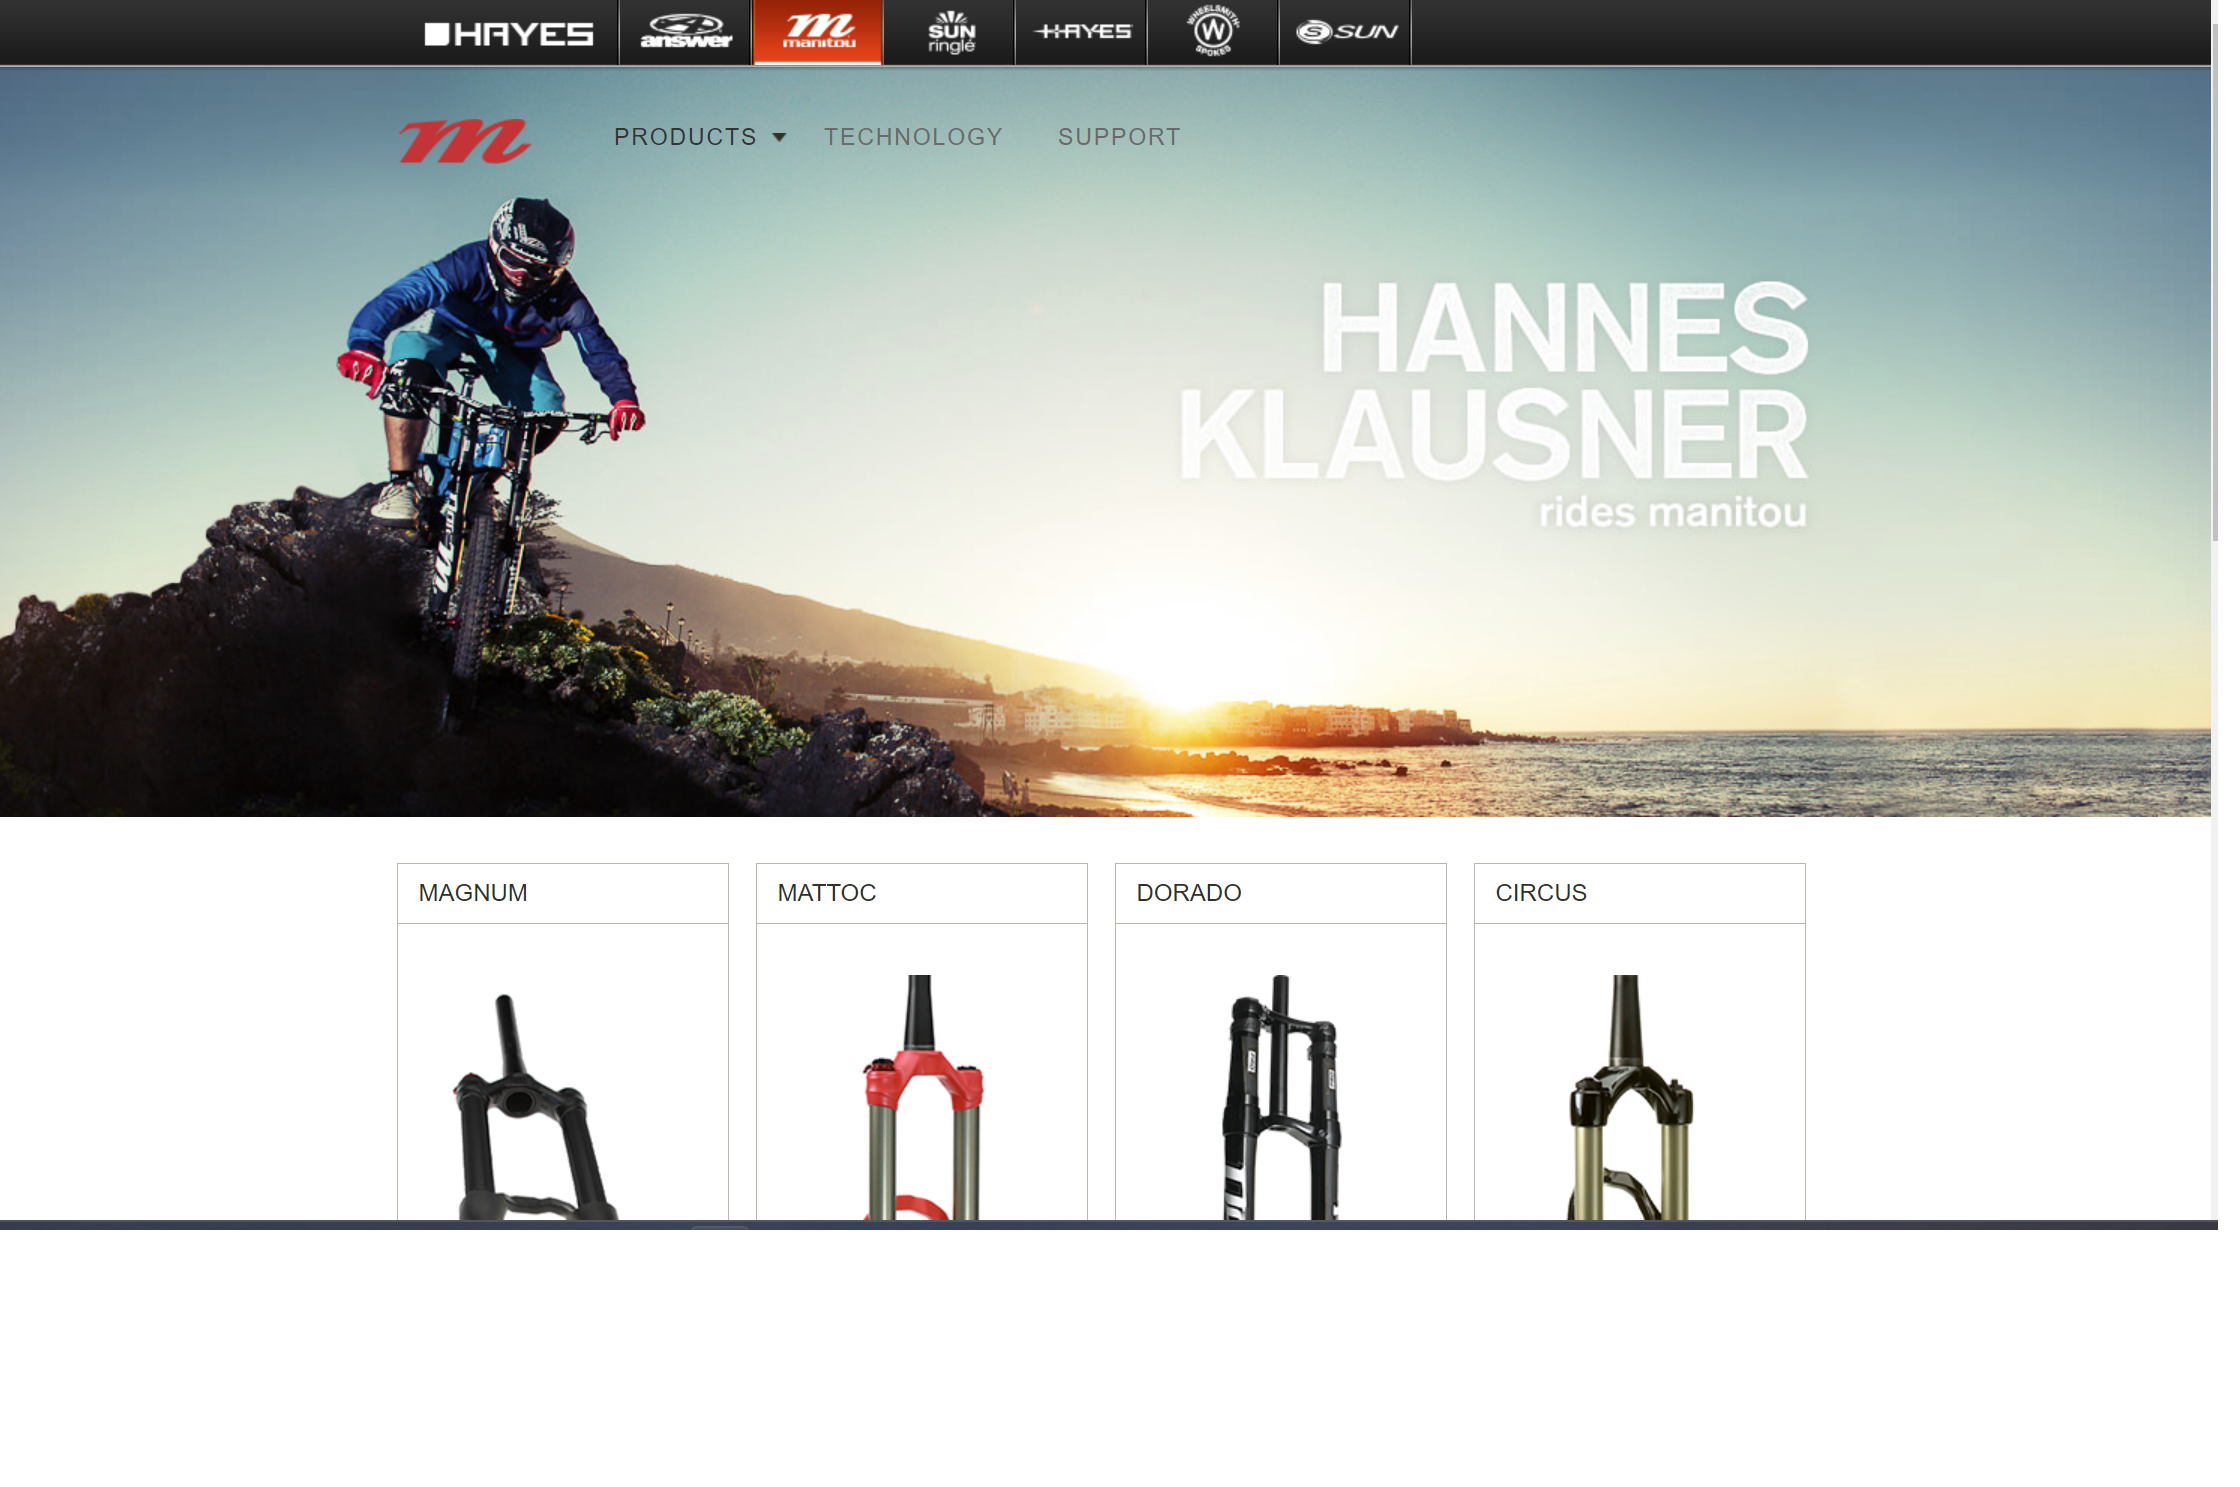 HAYES
answer
manitou
SUN
ringlé
HAYES
WHEELSMITH
W
SPOKES
S SUN
m
PRODUCTS
TECHNOLOGY
SUPPORT
HANNES
KLAUSNER
rides manitou
MAGNUM
MATTOC
DORADO
CIRCUS